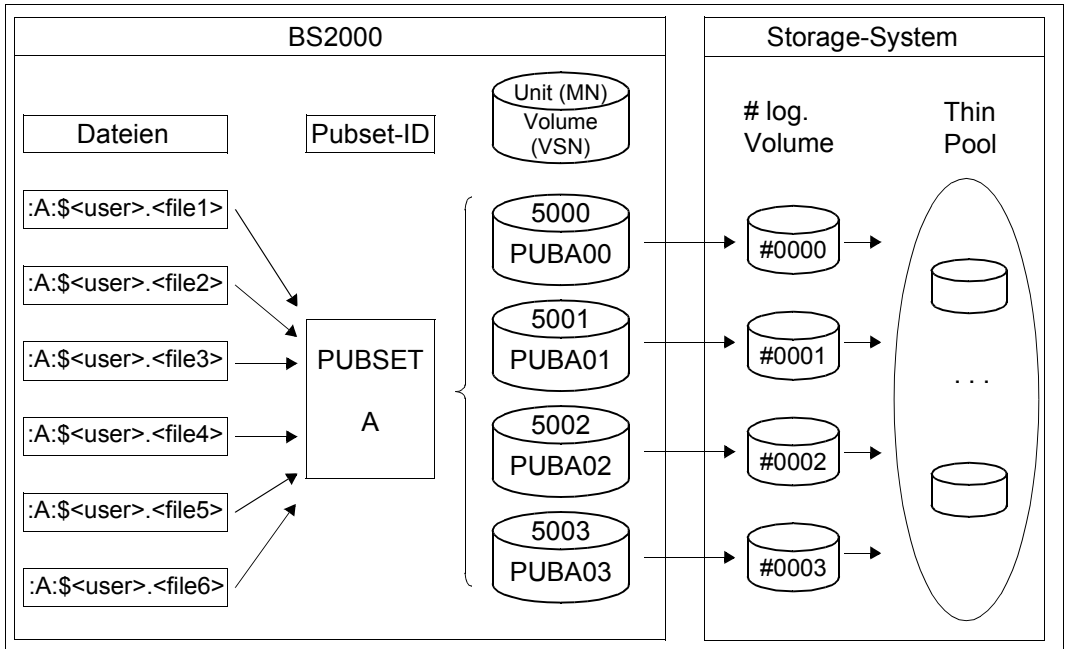 BS2000
Storage-System
Dateien
Pubset-ID
Unit (MN)
Volume
(VSN)
# log.
Volume
Thin
Pool
:A:$<user>.<file1>
:A:$<user>.<file2>
:A:$<user>.<file3>
:A:$<user>.<file4>
:A:$<user>.<file5>
:A:$<user>.<file6>
PUBSET
A
5000
PUBA00
5001
PUBA01
5002
PUBA02
5003
PUBA03
#0000
#0001
#0002
#0003
. . .